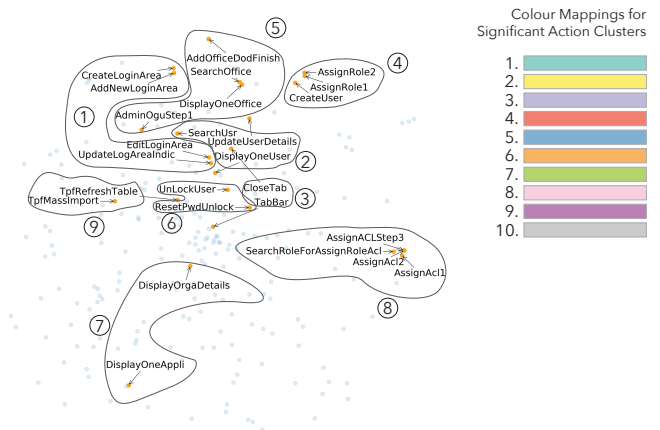 Colour Mappings for
Significant Action Clusters
1.
2.
3.
4.
5.
6.
7.
8.
9.
10.
5
AddOfficeDodFinish
SearchOffice
DisplayOneOffice
CreateLoginArea
AddNewLoginArea
AssignRole2
AssignRole1
CreateUser
4
1
AdminOguStep1
SearchUsr
EditLoginArea
UpdateLogAreaIndic
UpdateUserDetails
DisplayOneUser
2
TpfRefreshTable
TpfMassImport
9
UnLockUser
ResetPwdUnlock
6
CloseTab
TabBar
3
AssignACLStep3
SearchRoleForAssignRoleAcl
AssignAcl2
AssignAcl1
8
DisplayOrgaDetails
7
DisplayOneAppli